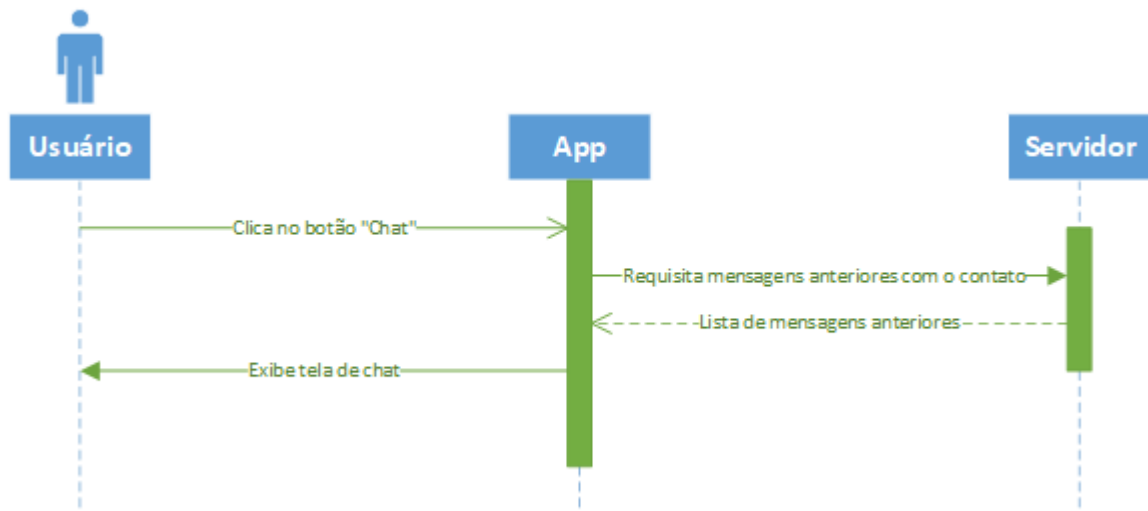 Usuário
App
Servidor
Clica no botão "Chat"
Requisita mensagens anteriores com o contato
Lista de mensagens anteriores
Exibe tela de chat